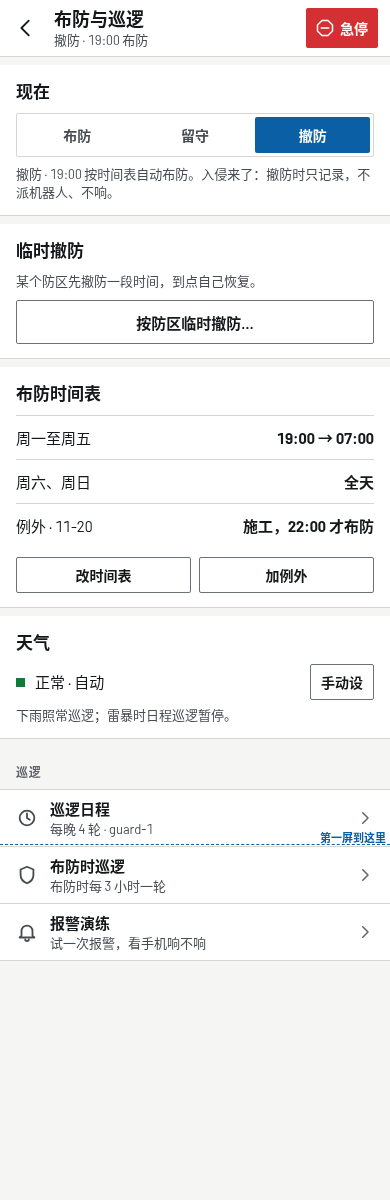 布防与巡逻
撤防 · 19:00 布防
急停
现在
布防
留守
撤防
撤防 · 19:00 按时间表自动布防。入侵来了：撤防时只记录，不
派机器人、不响。
临时撤防
某个防区先撤防一段时间，到点自己恢复。
按防区临时撤防…
布防时间表
周一至周五
19:00 → 07:00
周六、周日
全天
例外 · 11-20
施工，22:00 才布防
改时间表
加例外
天气
正常 · 自动
手动设
下雨照常巡逻；雷暴时日程巡逻暂停。
巡逻
巡逻日程
每晚 4 轮 · guard-1
第一屏到这里
布防时巡逻
布防时每 3 小时一轮
报警演练
试一次报警，看手机响不响